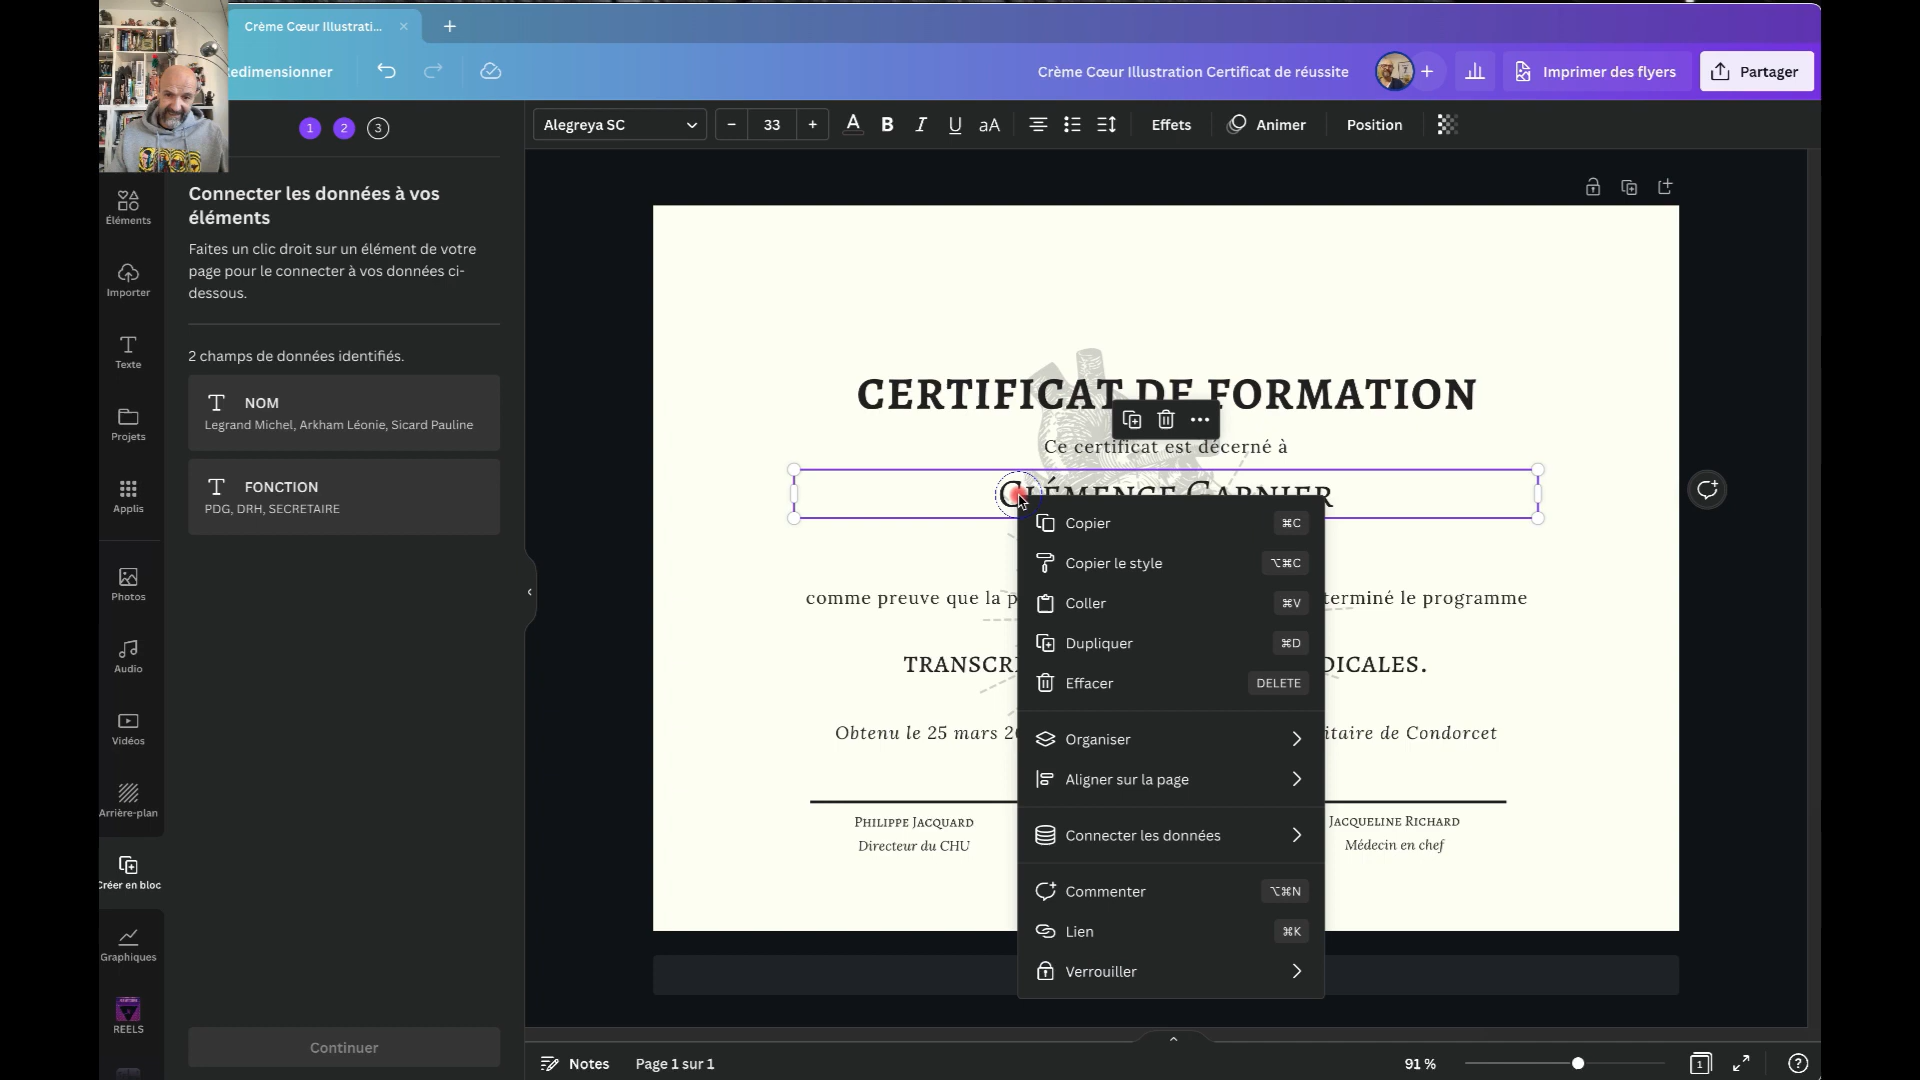 Crème Cœur Illustrati...
edimensionner
Crème Cœur Illustration Certificat de réussite
Imprimer des flyers
Partager
1 2 3
Alegreya SC
− 33 +
A B I U aA
Effets
Animer
Position
Connecter les données à vos
éléments
Faites un clic droit sur un élément de votre
page pour le connecter à vos données ci-
dessous.
2 champs de données identifiés.
NOM
Legrand Michel, Arkham Léonie, Sicard Pauline
FONCTION
PDG, DRH, SECRETAIRE
Continuer
Éléments
Importer
Texte
Projets
Applis
Photos
Audio
Vidéos
Arrière-plan
Créer en bloc
Graphiques
REELS
CERTIFICAT DE FORMATION
Ce certificat est décerné à
Clémence Garnier
comme preuve que la p
terminé le programme
TRANSCRI
DICALES.
Obtenu le 25 mars 20
itaire de Condorcet
Philippe Jacquard
Directeur du CHU
Jacqueline Richard
Médecin en chef
Copier ⌘C
Copier le style ⌥⌘C
Coller ⌘V
Dupliquer ⌘D
Effacer DELETE
Organiser
Aligner sur la page
Connecter les données
Commenter ⌥⌘N
Lien ⌘K
Verrouiller
Notes
Page 1 sur 1
91 %
1
?